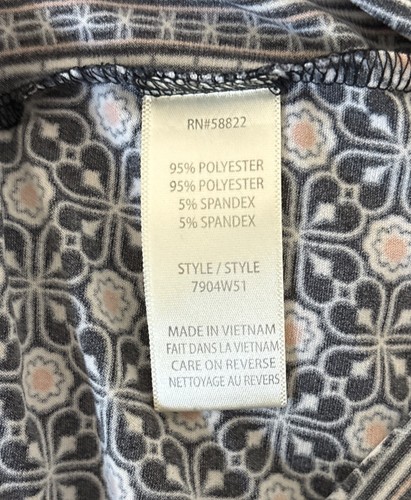 RN#58822
95% POLYESTER
95% POLYESTER
5% SPANDEX
5% SPANDEX
STYLE / STYLE
7904W51
MADE IN VIETNAM
FAIT DANS LA VIETNAM
CARE ON REVERSE
NETTOYAGE AU REVERS